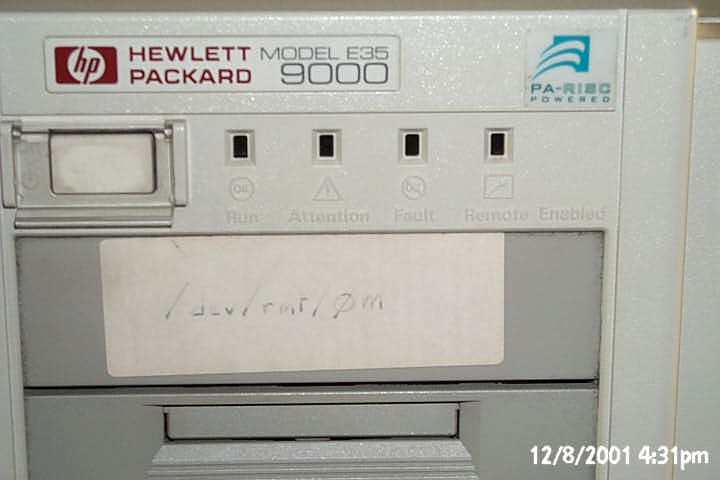 hp HEWLETT PACKARD MODEL E35 9000
PA-RISC
POWERED
OK
Run Attention Fault Remote Enabled
/dev/rmt/0m
12/8/2001 4:31pm